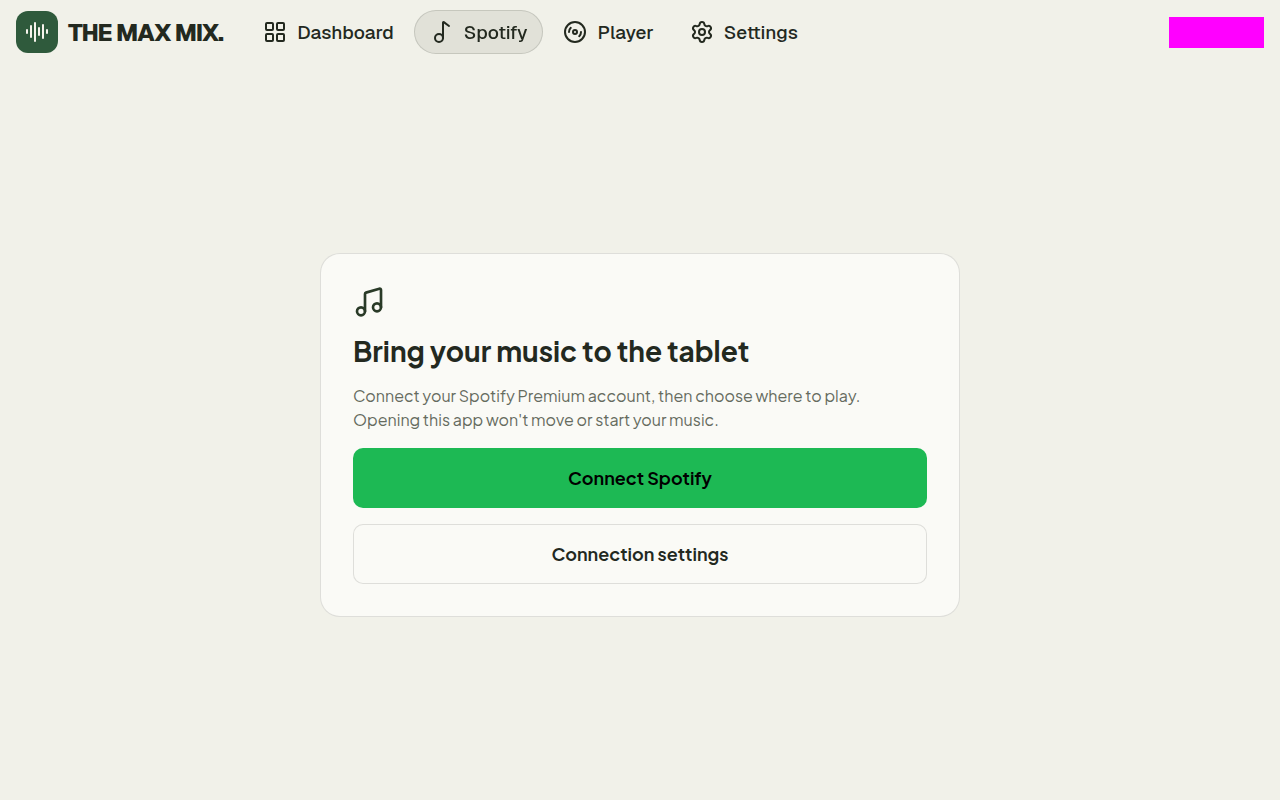 THE MAX MIX.
Dashboard
Spotify
Player
Settings
Bring your music to the tablet
Connect your Spotify Premium account, then choose where to play.
Opening this app won't move or start your music.
Connect Spotify
Connection settings